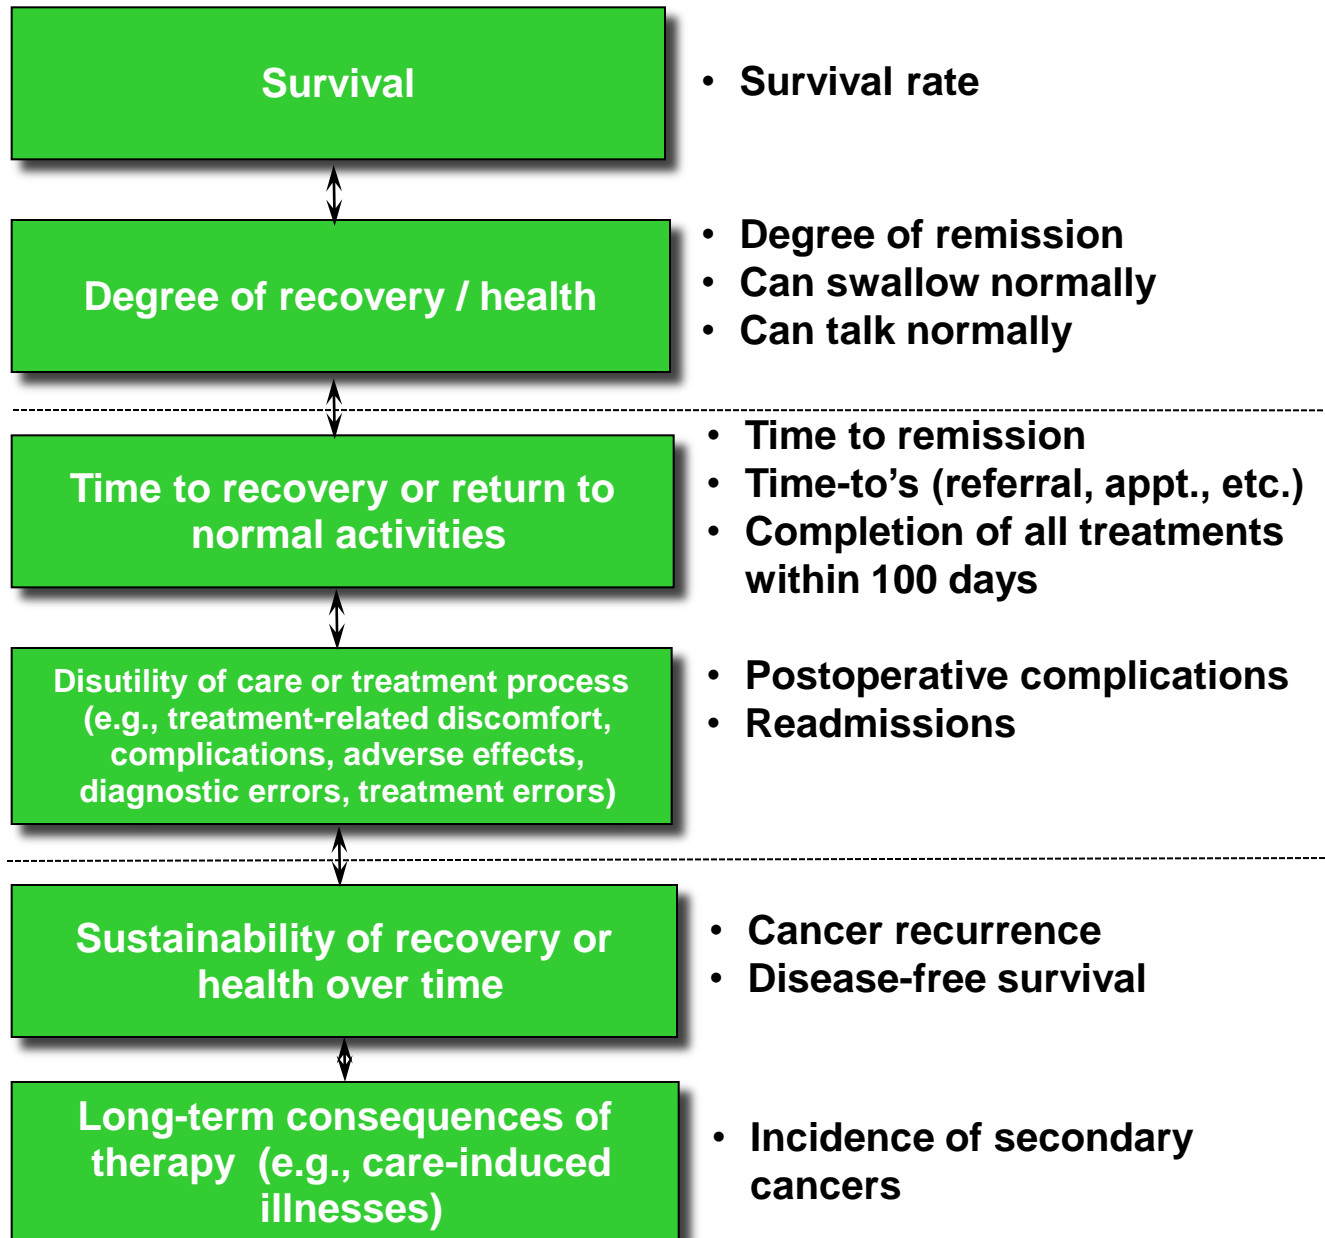 Survival
• Survival rate
Degree of recovery / health
• Degree of remission
• Can swallow normally
• Can talk normally
Time to recovery or return to
normal activities
• Time to remission
• Time-to’s (referral, appt., etc.)
• Completion of all treatments
within 100 days
Disutility of care or treatment process
(e.g., treatment-related discomfort,
complications, adverse effects,
diagnostic errors, treatment errors)
• Postoperative complications
• Readmissions
Sustainability of recovery or
health over time
• Cancer recurrence
• Disease-free survival
Long-term consequences of
therapy (e.g., care-induced
illnesses)
• Incidence of secondary
cancers